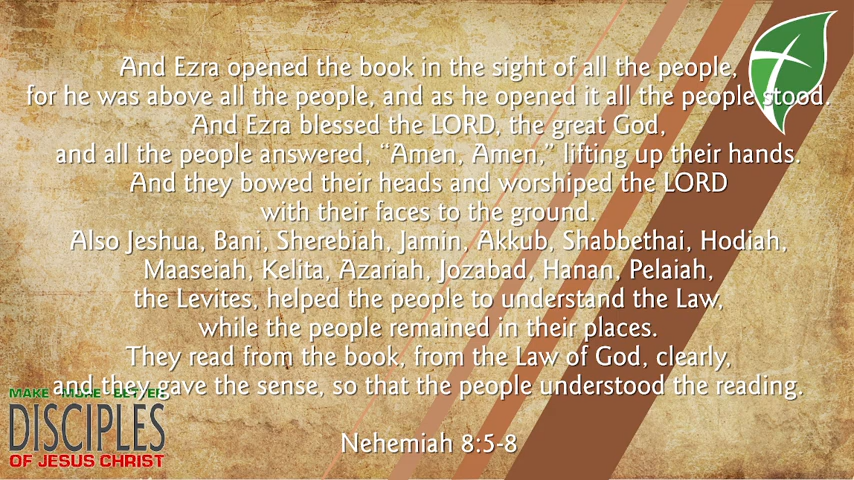 And Ezra opened the book in the sight of all the people,
for he was above all the people, and as he opened it all the people stood.
And Ezra blessed the LORD, the great God,
and all the people answered, “Amen, Amen,” lifting up their hands.
And they bowed their heads and worshiped the LORD
with their faces to the ground.
Also Jeshua, Bani, Sherebiah, Jamin, Akkub, Shabbethai, Hodiah,
Maaseiah, Kelita, Azariah, Jozabad, Hanan, Pelaiah,
the Levites, helped the people to understand the Law,
while the people remained in their places.
They read from the book, from the Law of God, clearly,
and they gave the sense, so that the people understood the reading.
MAKE MORE BETTER
DISCIPLES
OF JESUS CHRIST
Nehemiah 8:5-8